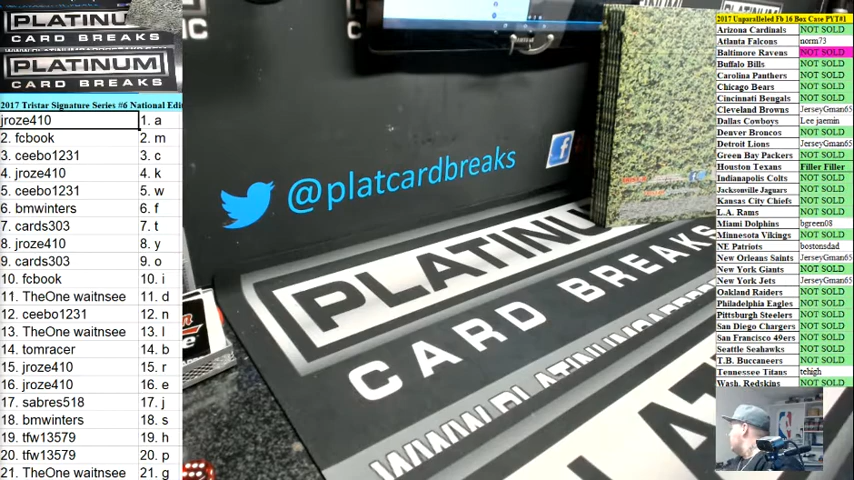 PLATINUM
CARD BREAKS
PLATINUM
CARD BREAKS
2017 Tristar Signature Series #6 National Edit
jroze410 1. a
2. fcbook 2. m
3. ceebo1231 3. c
4. jroze410 4. k
5. ceebo1231 5. w
6. bmwinters 6. f
7. cards303 7. t
8. jroze410 8. y
9. cards303 9. o
10. fcbook 10. i
11. TheOne waitnsee 11. d
12. ceebo1231 12. n
13. TheOne waitnsee 13. l
14. tomracer 14. b
15. jroze410 15. r
16. jroze410 16. e
17. sabres518 17. j
18. bmwinters 18. s
19. tfw13579 19. h
20. tfw13579 20. p
21. TheOne waitnsee 21. g
@platcardbreaks
PLATINUM
CARD BREAKS
2017 Unparalleled Fb 16 Box Case PYT#1
Arizona Cardinals NOT SOLD
Atlanta Falcons norm73
Baltimore Ravens NOT SOLD
Buffalo Bills NOT SOLD
Carolina Panthers NOT SOLD
Chicago Bears NOT SOLD
Cincinnati Bengals NOT SOLD
Cleveland Browns JerseyGman65
Dallas Cowboys Lee jaemin
Denver Broncos NOT SOLD
Detroit Lions JerseyGman65
Green Bay Packers NOT SOLD
Houston Texans Filler Filler
Indianapolis Colts NOT SOLD
Jacksonville Jaguars NOT SOLD
Kansas City Chiefs NOT SOLD
L.A. Rams NOT SOLD
Miami Dolphins bgreen08
Minnesota Vikings NOT SOLD
NE Patriots bostonsdad
New Orleans Saints JerseyGman65
New York Giants NOT SOLD
New York Jets JerseyGman65
Oakland Raiders NOT SOLD
Philadelphia Eagles NOT SOLD
Pittsburgh Steelers NOT SOLD
San Diego Chargers NOT SOLD
San Francisco 49ers NOT SOLD
Seattle Seahawks NOT SOLD
T.B. Buccaneers NOT SOLD
Tennessee Titans tehigh
Wash. Redskins NOT SOLD